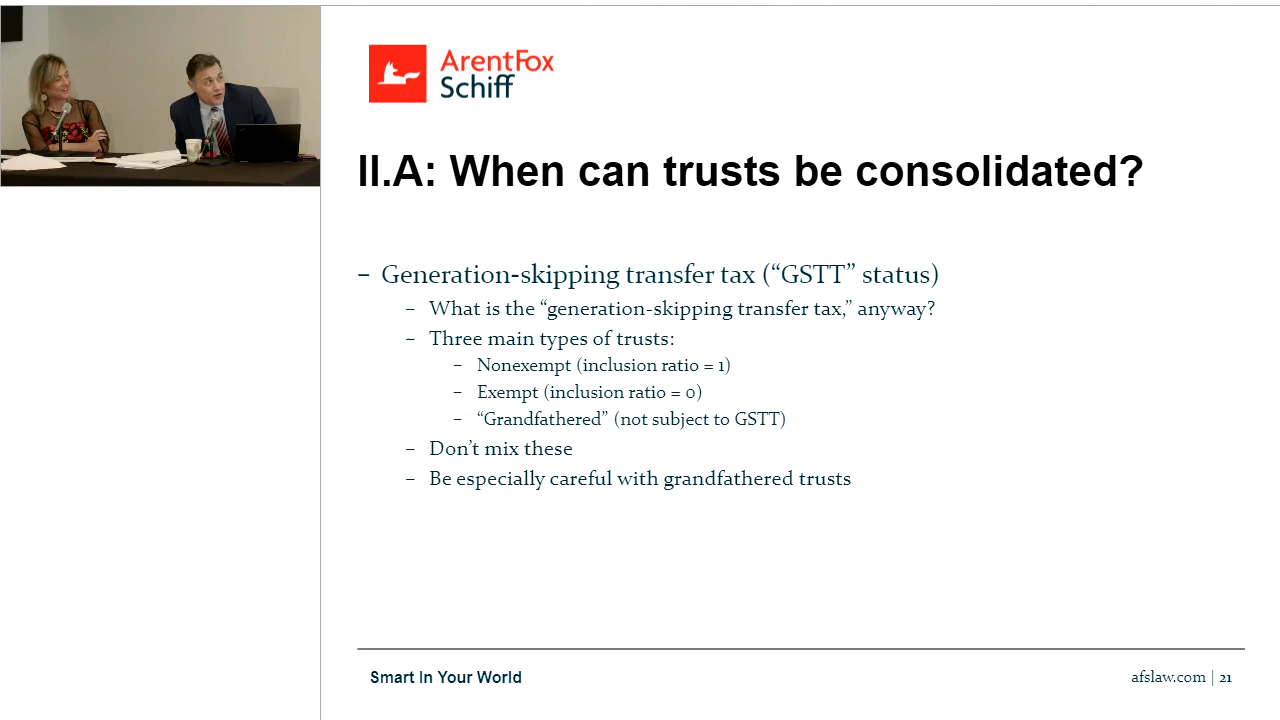 ArentFox
Schiff
II.A: When can trusts be consolidated?
– Generation-skipping transfer tax (“GSTT” status)
– What is the “generation-skipping transfer tax,” anyway?
– Three main types of trusts:
– Nonexempt (inclusion ratio = 1)
– Exempt (inclusion ratio = 0)
– “Grandfathered” (not subject to GSTT)
– Don’t mix these
– Be especially careful with grandfathered trusts
Smart In Your World
afslaw.com | 21